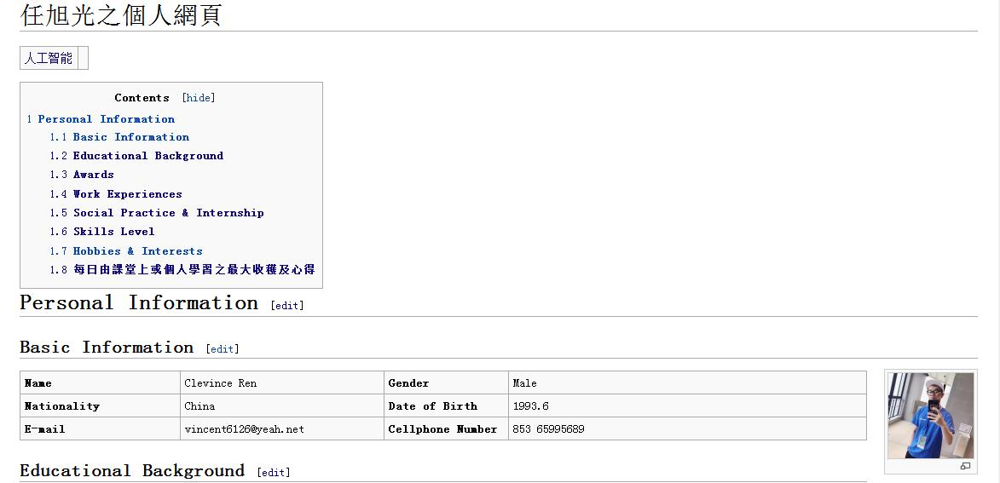 任旭光之個人網頁
人工智能
Contents [hide]
1 Personal Information
1.1 Basic Information
1.2 Educational Background
1.3 Awards
1.4 Work Experiences
1.5 Social Practice & Internship
1.6 Skills Level
1.7 Hobbies & Interests
1.8 每日由課堂上或個人學習之最大收穫及心得
Personal Information [edit]
Basic Information [edit]
Name Clevince Ren Gender Male
Nationality China Date of Birth 1993.6
E-mail vincent6126@yeah.net Cellphone Number 853 65995689
Educational Background [edit]